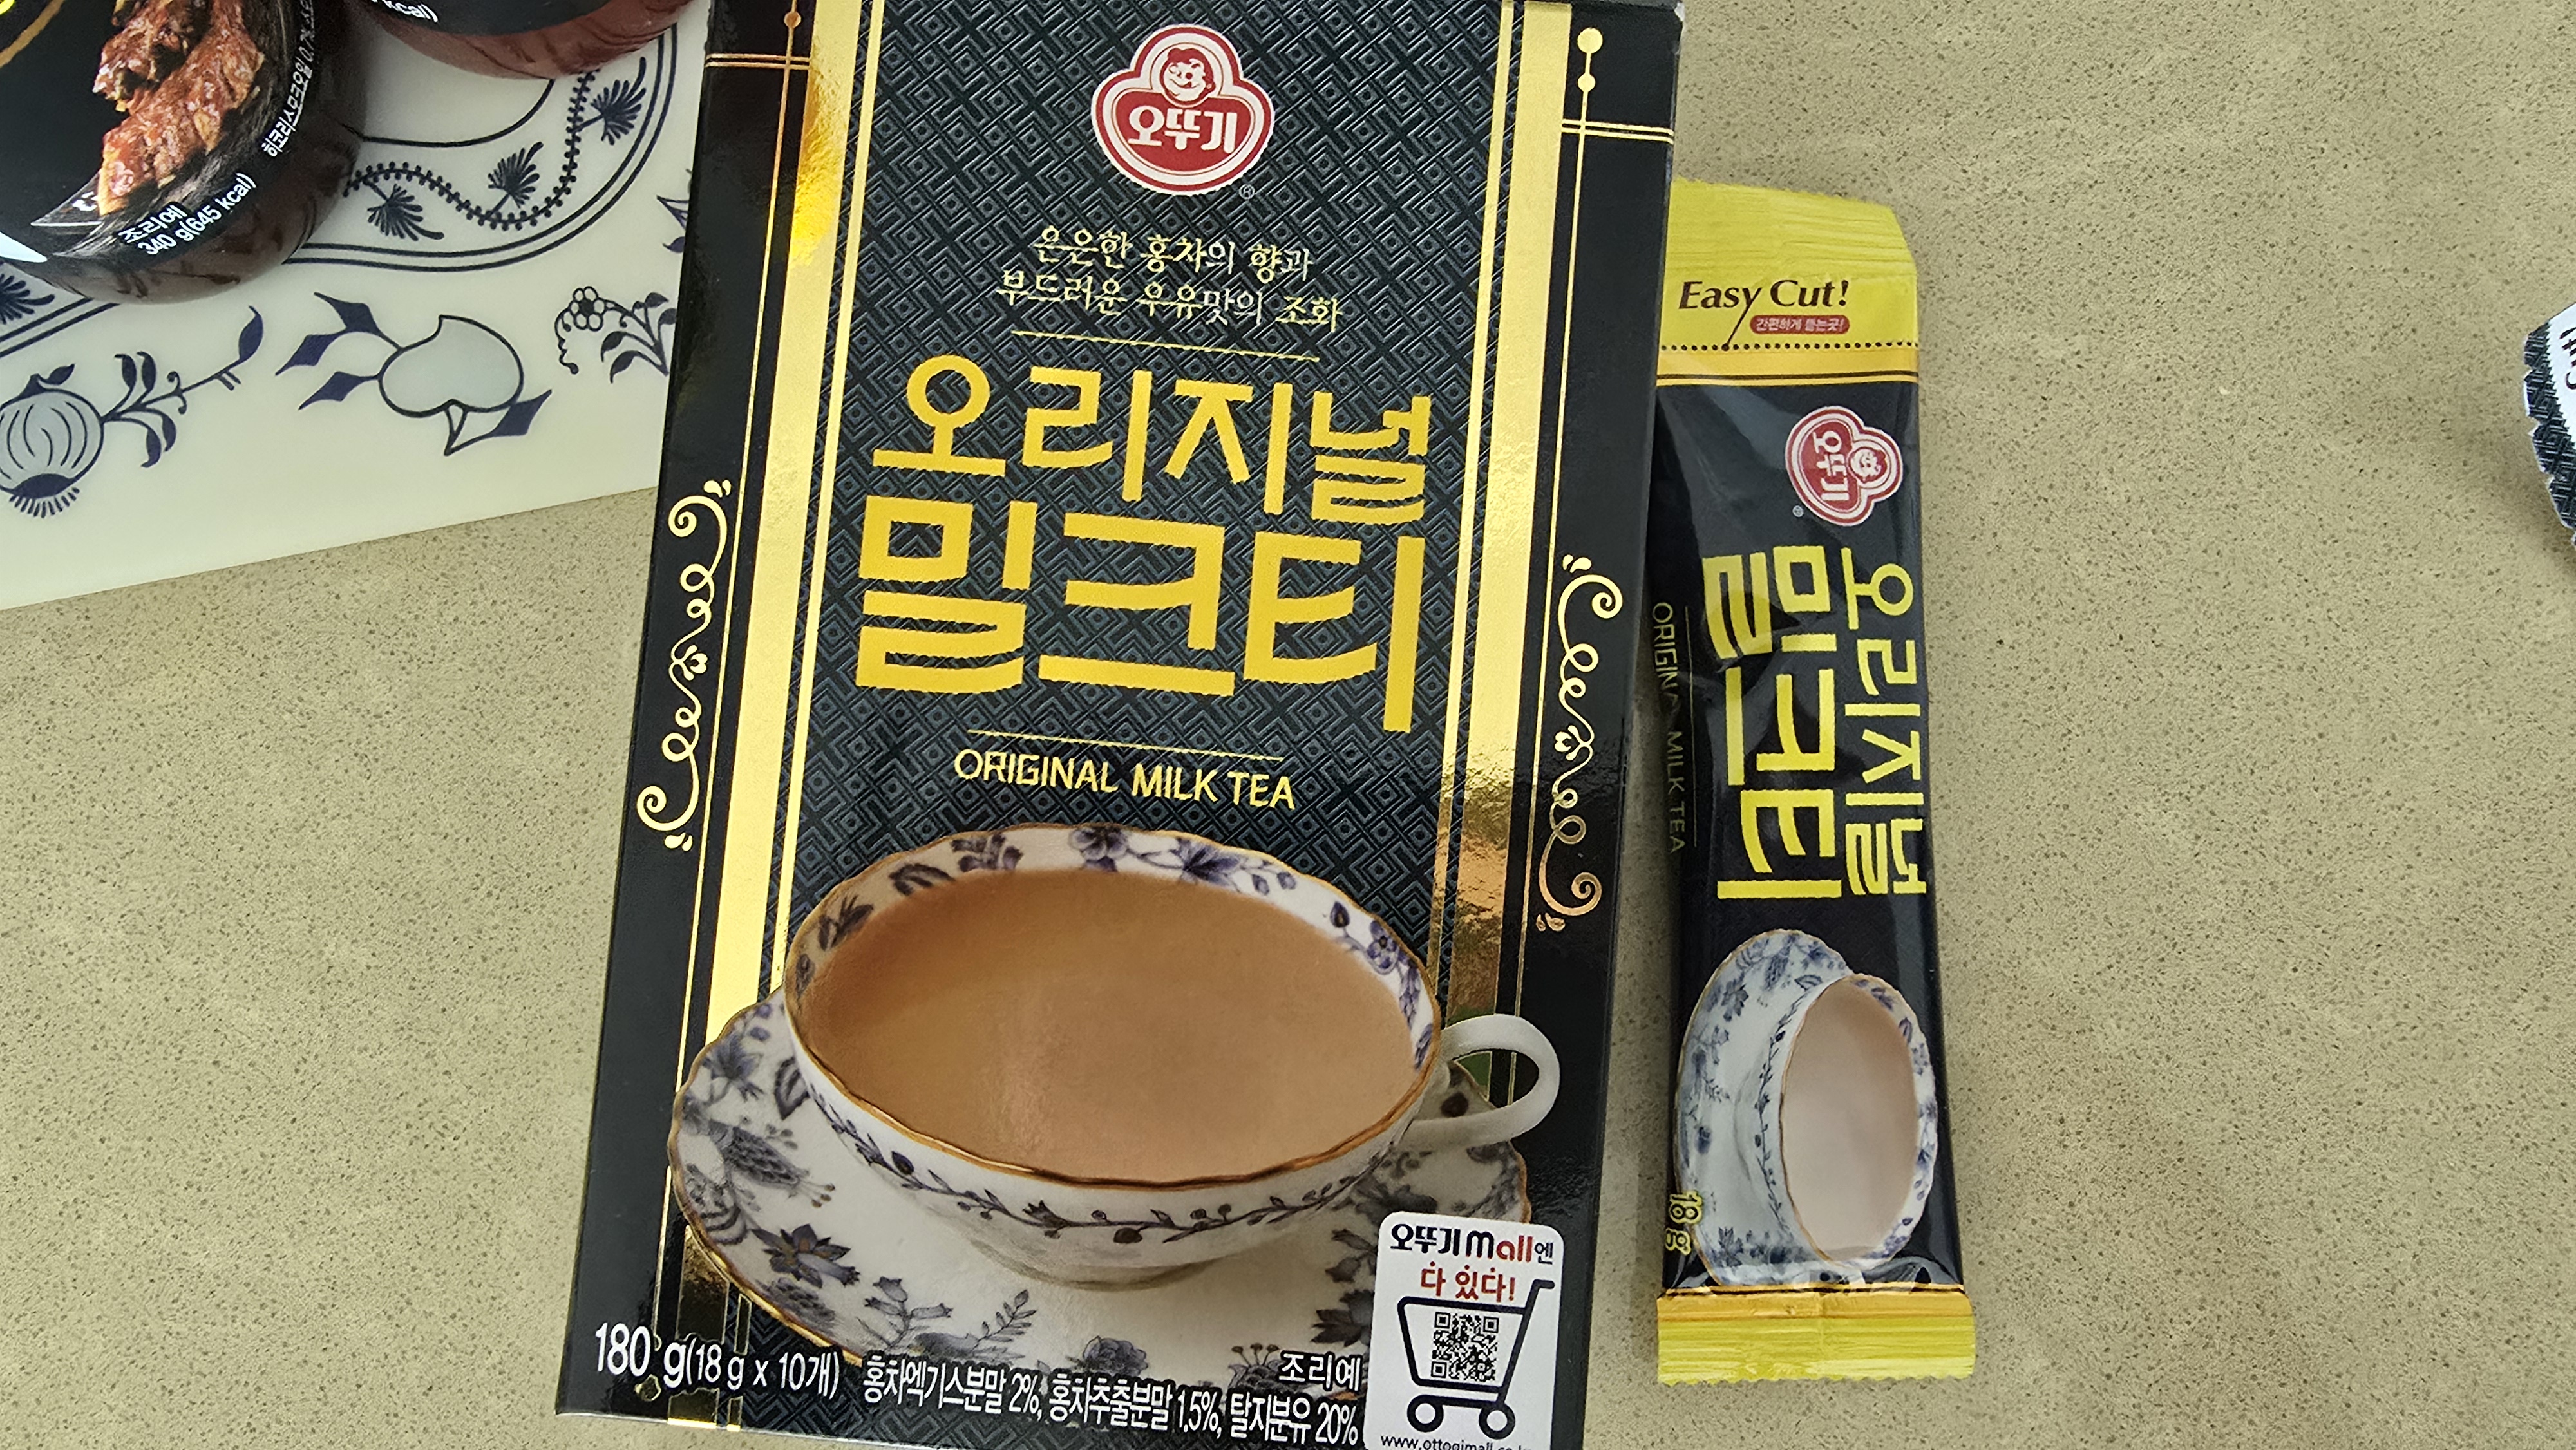 kcal)
조리예
340 g(645 kcal)
오뚜기
®
은은한 홍차의 향과
부드러운 우유맛의 조화
오리지널
밀크티
ORIGINAL MILK TEA
180 g(18 g x 10개)
조리예
홍차엑기스분말 2%, 홍차추출분말 1.5%, 탈지분유 20%
오뚜기mall엔
다 있다!
Easy Cut!
간편하게 뜯는곳!
오뚜기
®
오리지널
밀크티
ORIGINAL MILK TEA
18 g